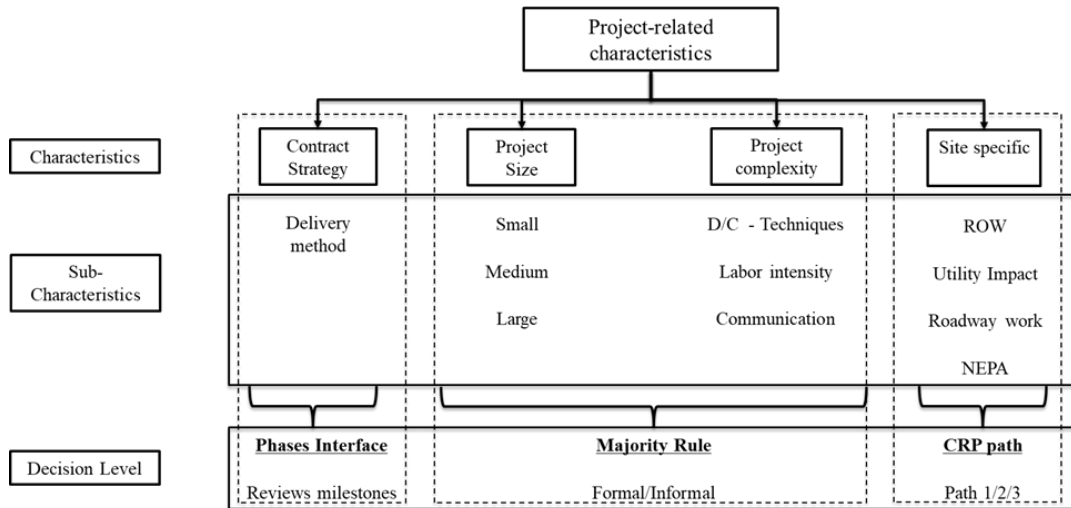 Project-related
characteristics
Characteristics
Contract
Strategy
Project
Size
Project
complexity
Site specific
Sub-
Characteristics
Delivery
method
Small
Medium
Large
D/C - Techniques
Labor intensity
Communication
ROW
Utility Impact
Roadway work
NEPA
Decision Level
Phases Interface
Reviews milestones
Majority Rule
Formal/Informal
CRP path
Path 1/2/3